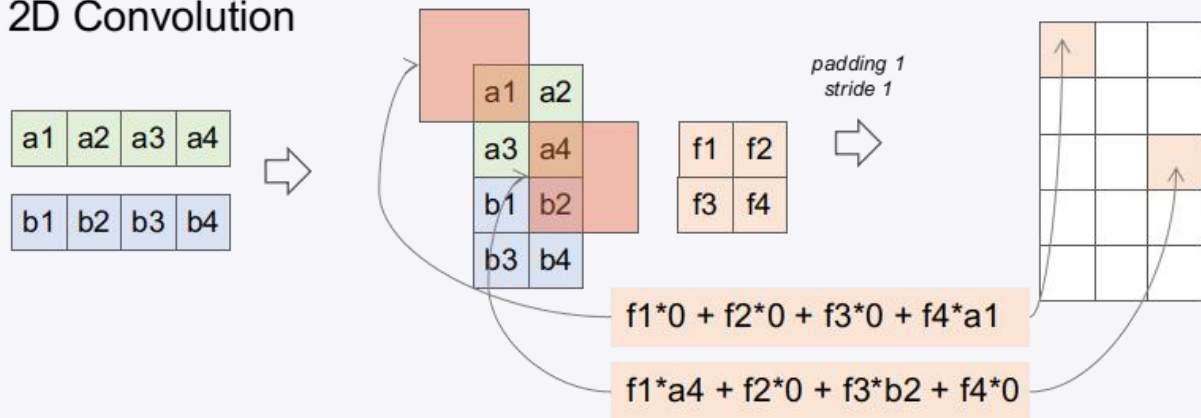 2D Convolution
a1 a2 a3 a4
b1 b2 b3 b4
a1 a2
a3 a4
b1 b2
b3 b4
f1 f2
f3 f4
padding 1
stride 1
f1*0 + f2*0 + f3*0 + f4*a1
f1*a4 + f2*0 + f3*b2 + f4*0